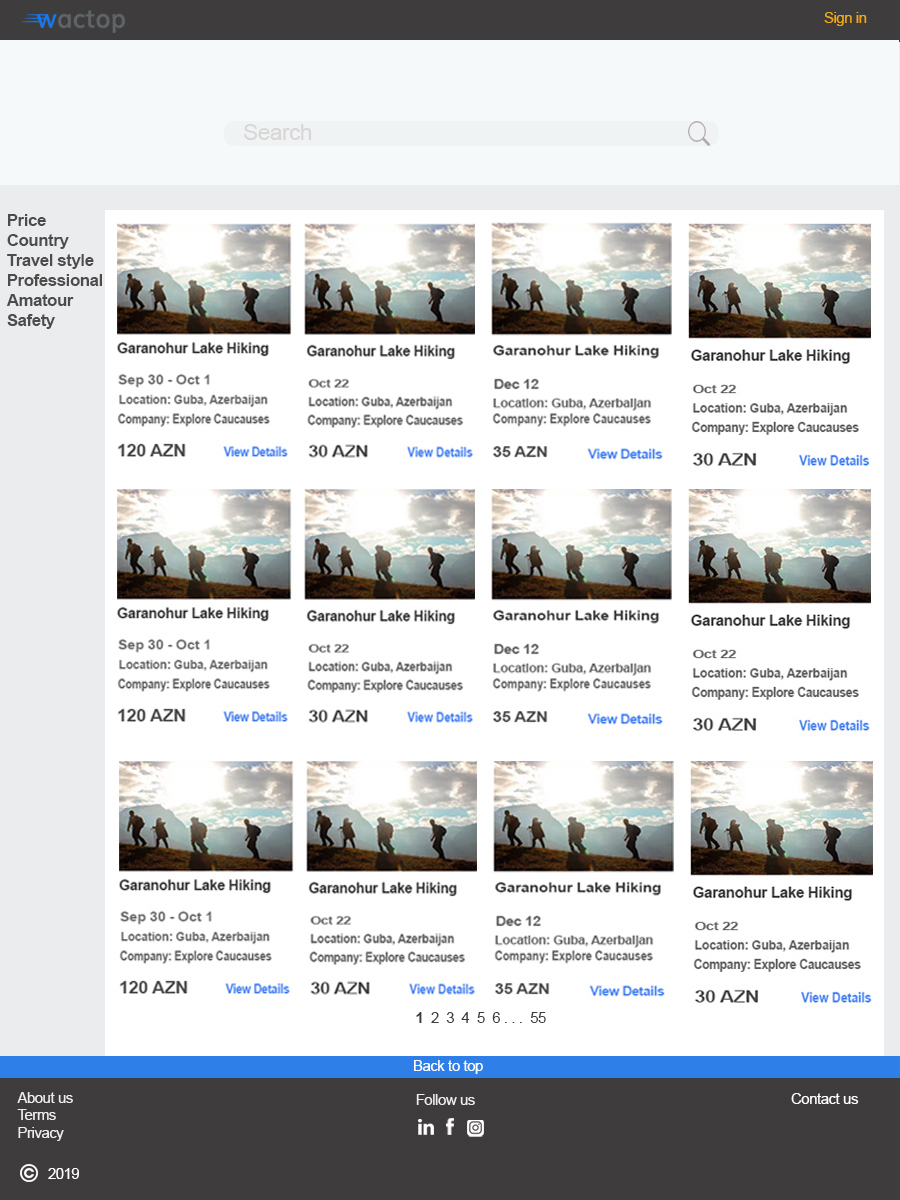 wactop
Sign in
Search
Price
Country
Travel style
Professional
Amatour
Safety
Garanohur Lake Hiking
Sep 30 - Oct 1
Location: Guba, Azerbaijan
Company: Explore Caucauses
120 AZN View Details
Garanohur Lake Hiking
Oct 22
Location: Guba, Azerbaijan
Company: Explore Caucauses
30 AZN View Details
Garanohur Lake Hiking
Dec 12
Location: Guba, Azerbaijan
Company: Explore Caucauses
35 AZN View Details
Garanohur Lake Hiking
Oct 22
Location: Guba, Azerbaijan
Company: Explore Caucauses
30 AZN View Details
Garanohur Lake Hiking
Sep 30 - Oct 1
Location: Guba, Azerbaijan
Company: Explore Caucauses
120 AZN View Details
Garanohur Lake Hiking
Oct 22
Location: Guba, Azerbaijan
Company: Explore Caucauses
30 AZN View Details
Garanohur Lake Hiking
Dec 12
Location: Guba, Azerbaijan
Company: Explore Caucauses
35 AZN View Details
Garanohur Lake Hiking
Oct 22
Location: Guba, Azerbaijan
Company: Explore Caucauses
30 AZN View Details
Garanohur Lake Hiking
Sep 30 - Oct 1
Location: Guba, Azerbaijan
Company: Explore Caucauses
120 AZN View Details
Garanohur Lake Hiking
Oct 22
Location: Guba, Azerbaijan
Company: Explore Caucauses
30 AZN View Details
Garanohur Lake Hiking
Dec 12
Location: Guba, Azerbaijan
Company: Explore Caucauses
35 AZN View Details
Garanohur Lake Hiking
Oct 22
Location: Guba, Azerbaijan
Company: Explore Caucauses
30 AZN View Details
1 2 3 4 5 6 . . . 55
Back to top
About us
Terms
Privacy
© 2019
Follow us
in f
Contact us